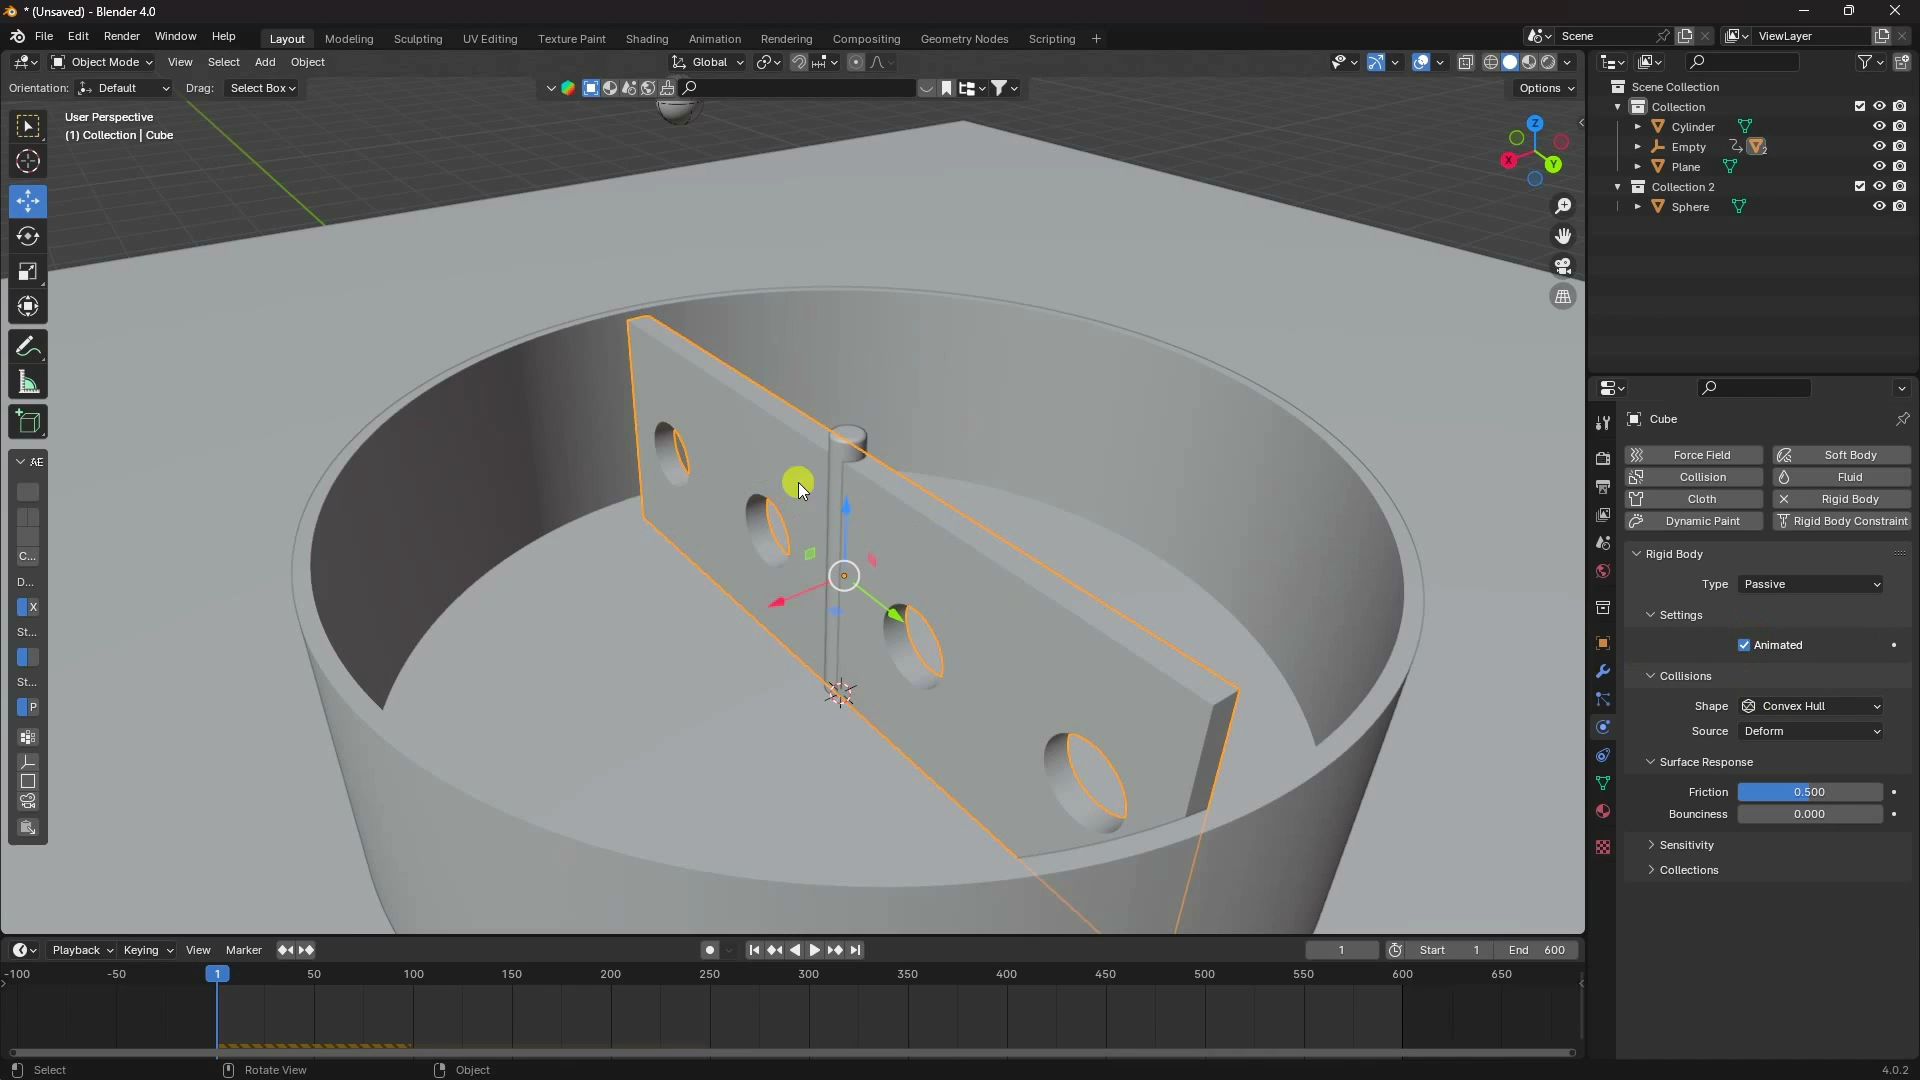 * (Unsaved) - Blender 4.0
File Edit Render Window Help
Layout Modeling Sculpting UV Editing Texture Paint Shading Animation Rendering Compositing Geometry Nodes Scripting +
Scene
ViewLayer
Object Mode View Select Add Object
Global
Orientation: Default Drag: Select Box
Options
User Perspective
(1) Collection | Cube
Z
X
Y
Scene Collection
Collection
Cylinder
Empty
2
Plane
Collection 2
Sphere
AE
C...
D...
X
St...
St...
P
Cube
Force Field Soft Body
Collision Fluid
Cloth Rigid Body
Dynamic Paint Rigid Body Constraint
Rigid Body
Type Passive
Settings
Animated
Collisions
Shape Convex Hull
Source Deform
Surface Response
Friction 0.500
Bounciness 0.000
Sensitivity
Collections
Playback Keying View Marker
1
Start 1 End 600
-100 -50 1 50 100 150 200 250 300 350 400 450 500 550 600 650
Select Rotate View Object
4.0.2